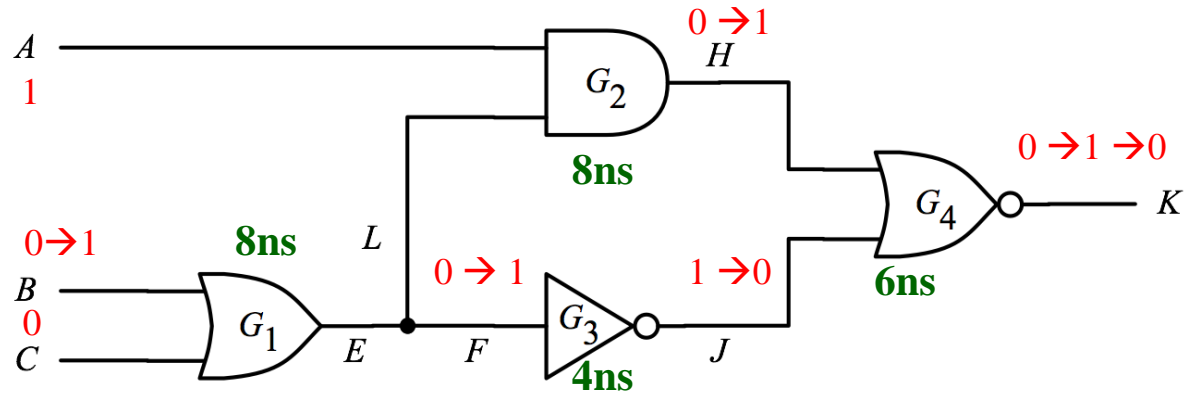 0 → 1
H
A
1
G2
8ns
0 → 1 → 0
G4
K
6ns
0 → 1
B
0
C
8ns
G1
L
E
0 → 1
F
G3
4ns
1 → 0
J